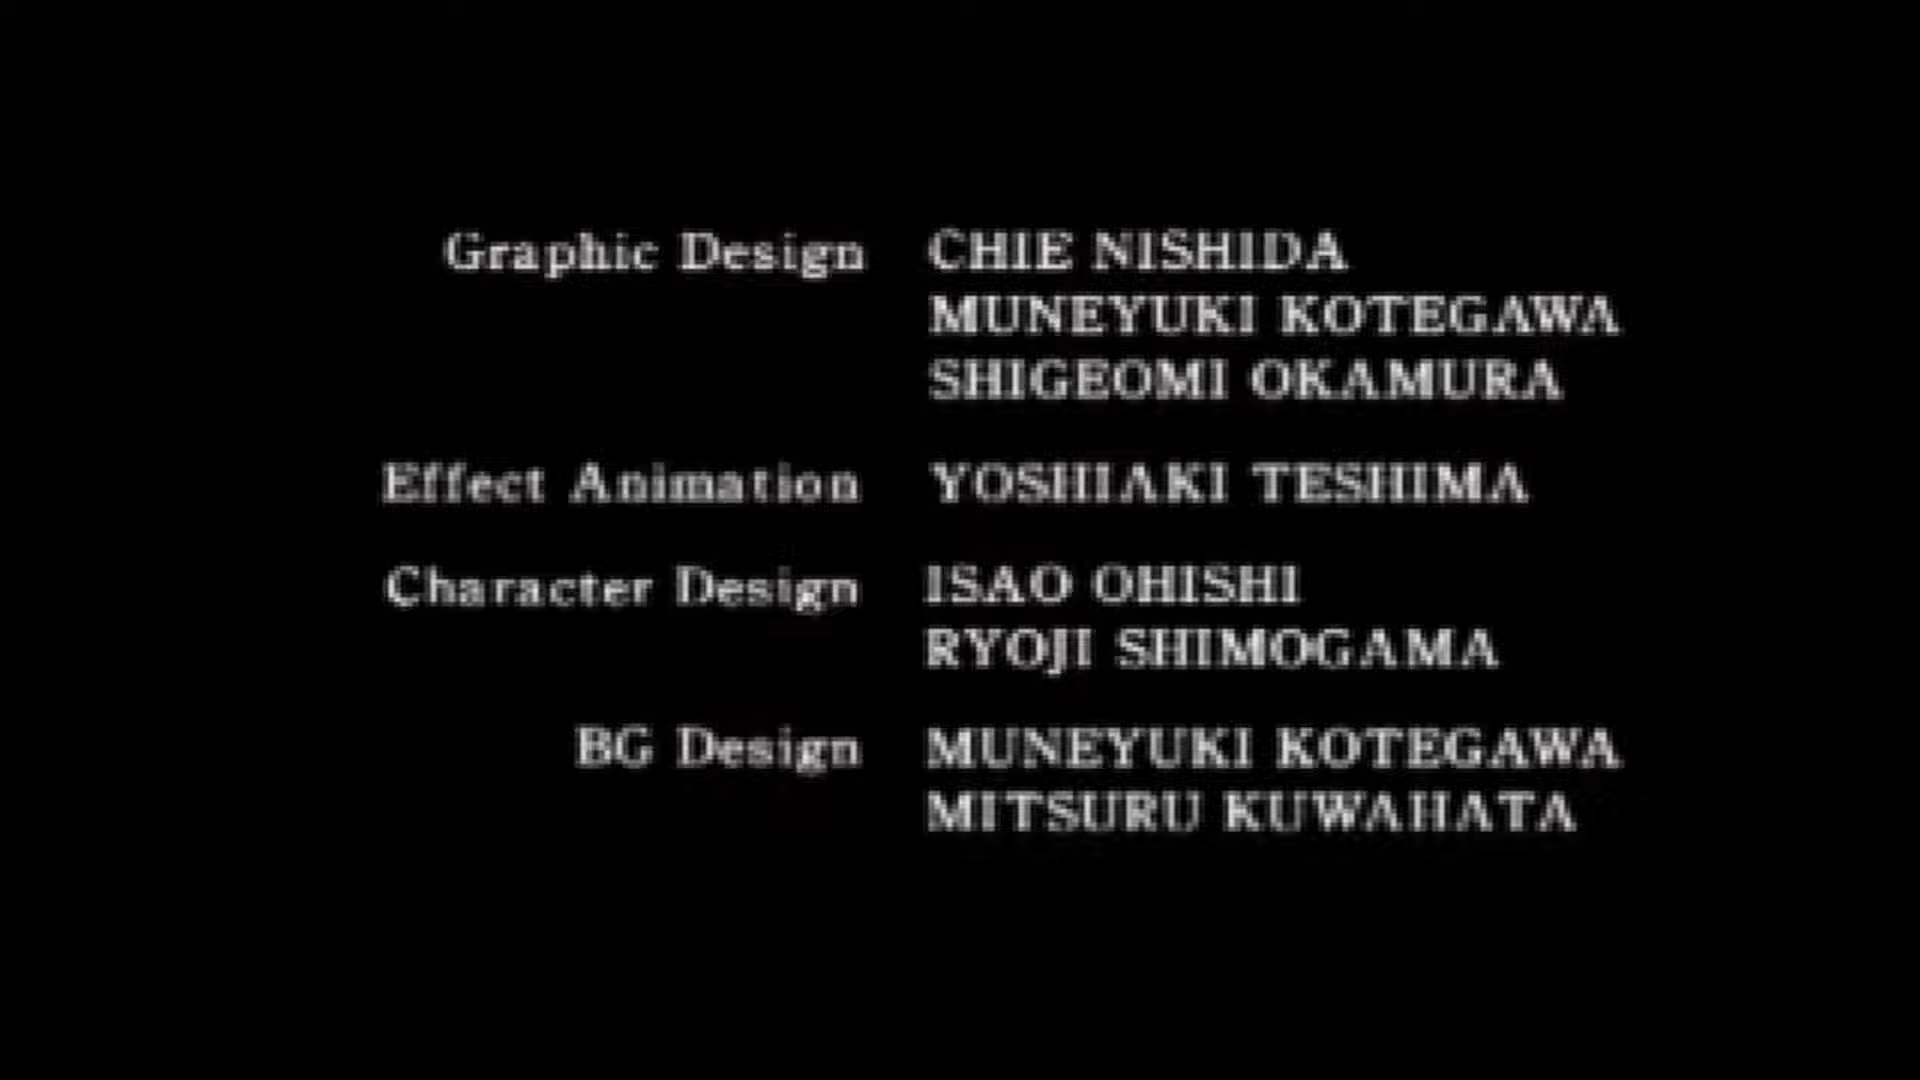 Graphic Design CHIE NISHIDA
MUNEYUKI KOTEGAWA
SHIGEOMI OKAMURA
Effect Animation YOSHIAKI TESHIMA
Character Design ISAO OHISHI
RYOJI SHIMOGAMA
BG Design MUNEYUKI KOTEGAWA
MITSURU KUWAHATA